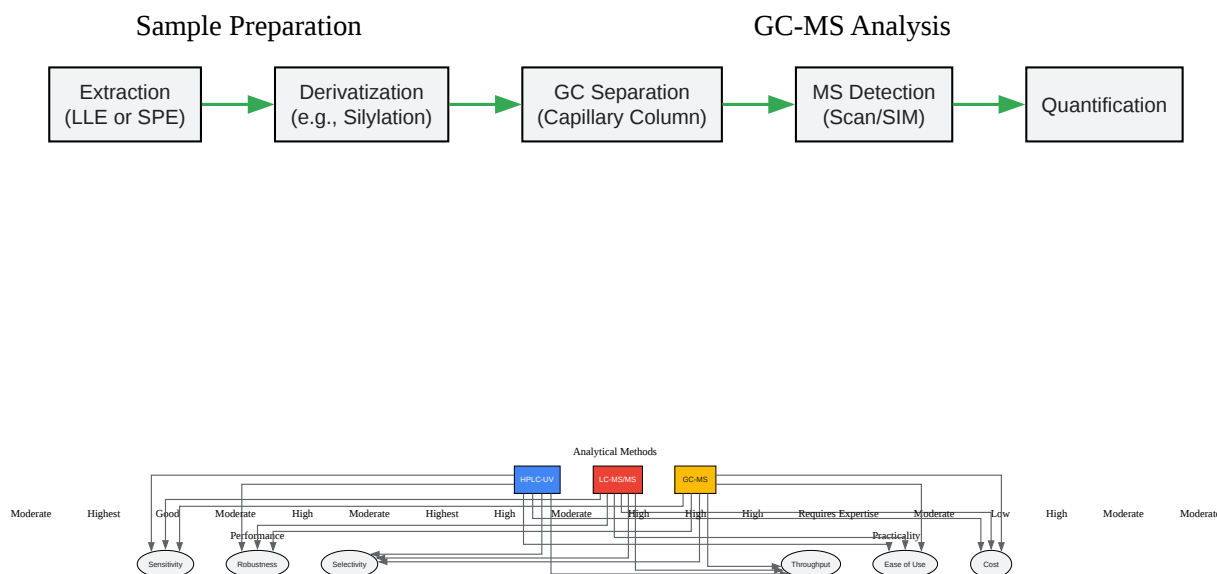 Sample Preparation
GC-MS Analysis
Extraction
(LLE or SPE)
Derivatization
(e.g., Silylation)
GC Separation
(Capillary Column)
MS Detection
(Scan/SIM)
Quantification
Analytical Methods
HPLC-UV
LC-MS/MS
GC-MS
Moderate
Highest
Good
Moderate
High
Moderate
Highest
High
Moderate
High
High
High
Requires Expertise
Moderate
Low
High
Moderate
Moderate
Performance
Practicality
Sensitivity
Robustness
Selectivity
Throughput
Ease of Use
Cost